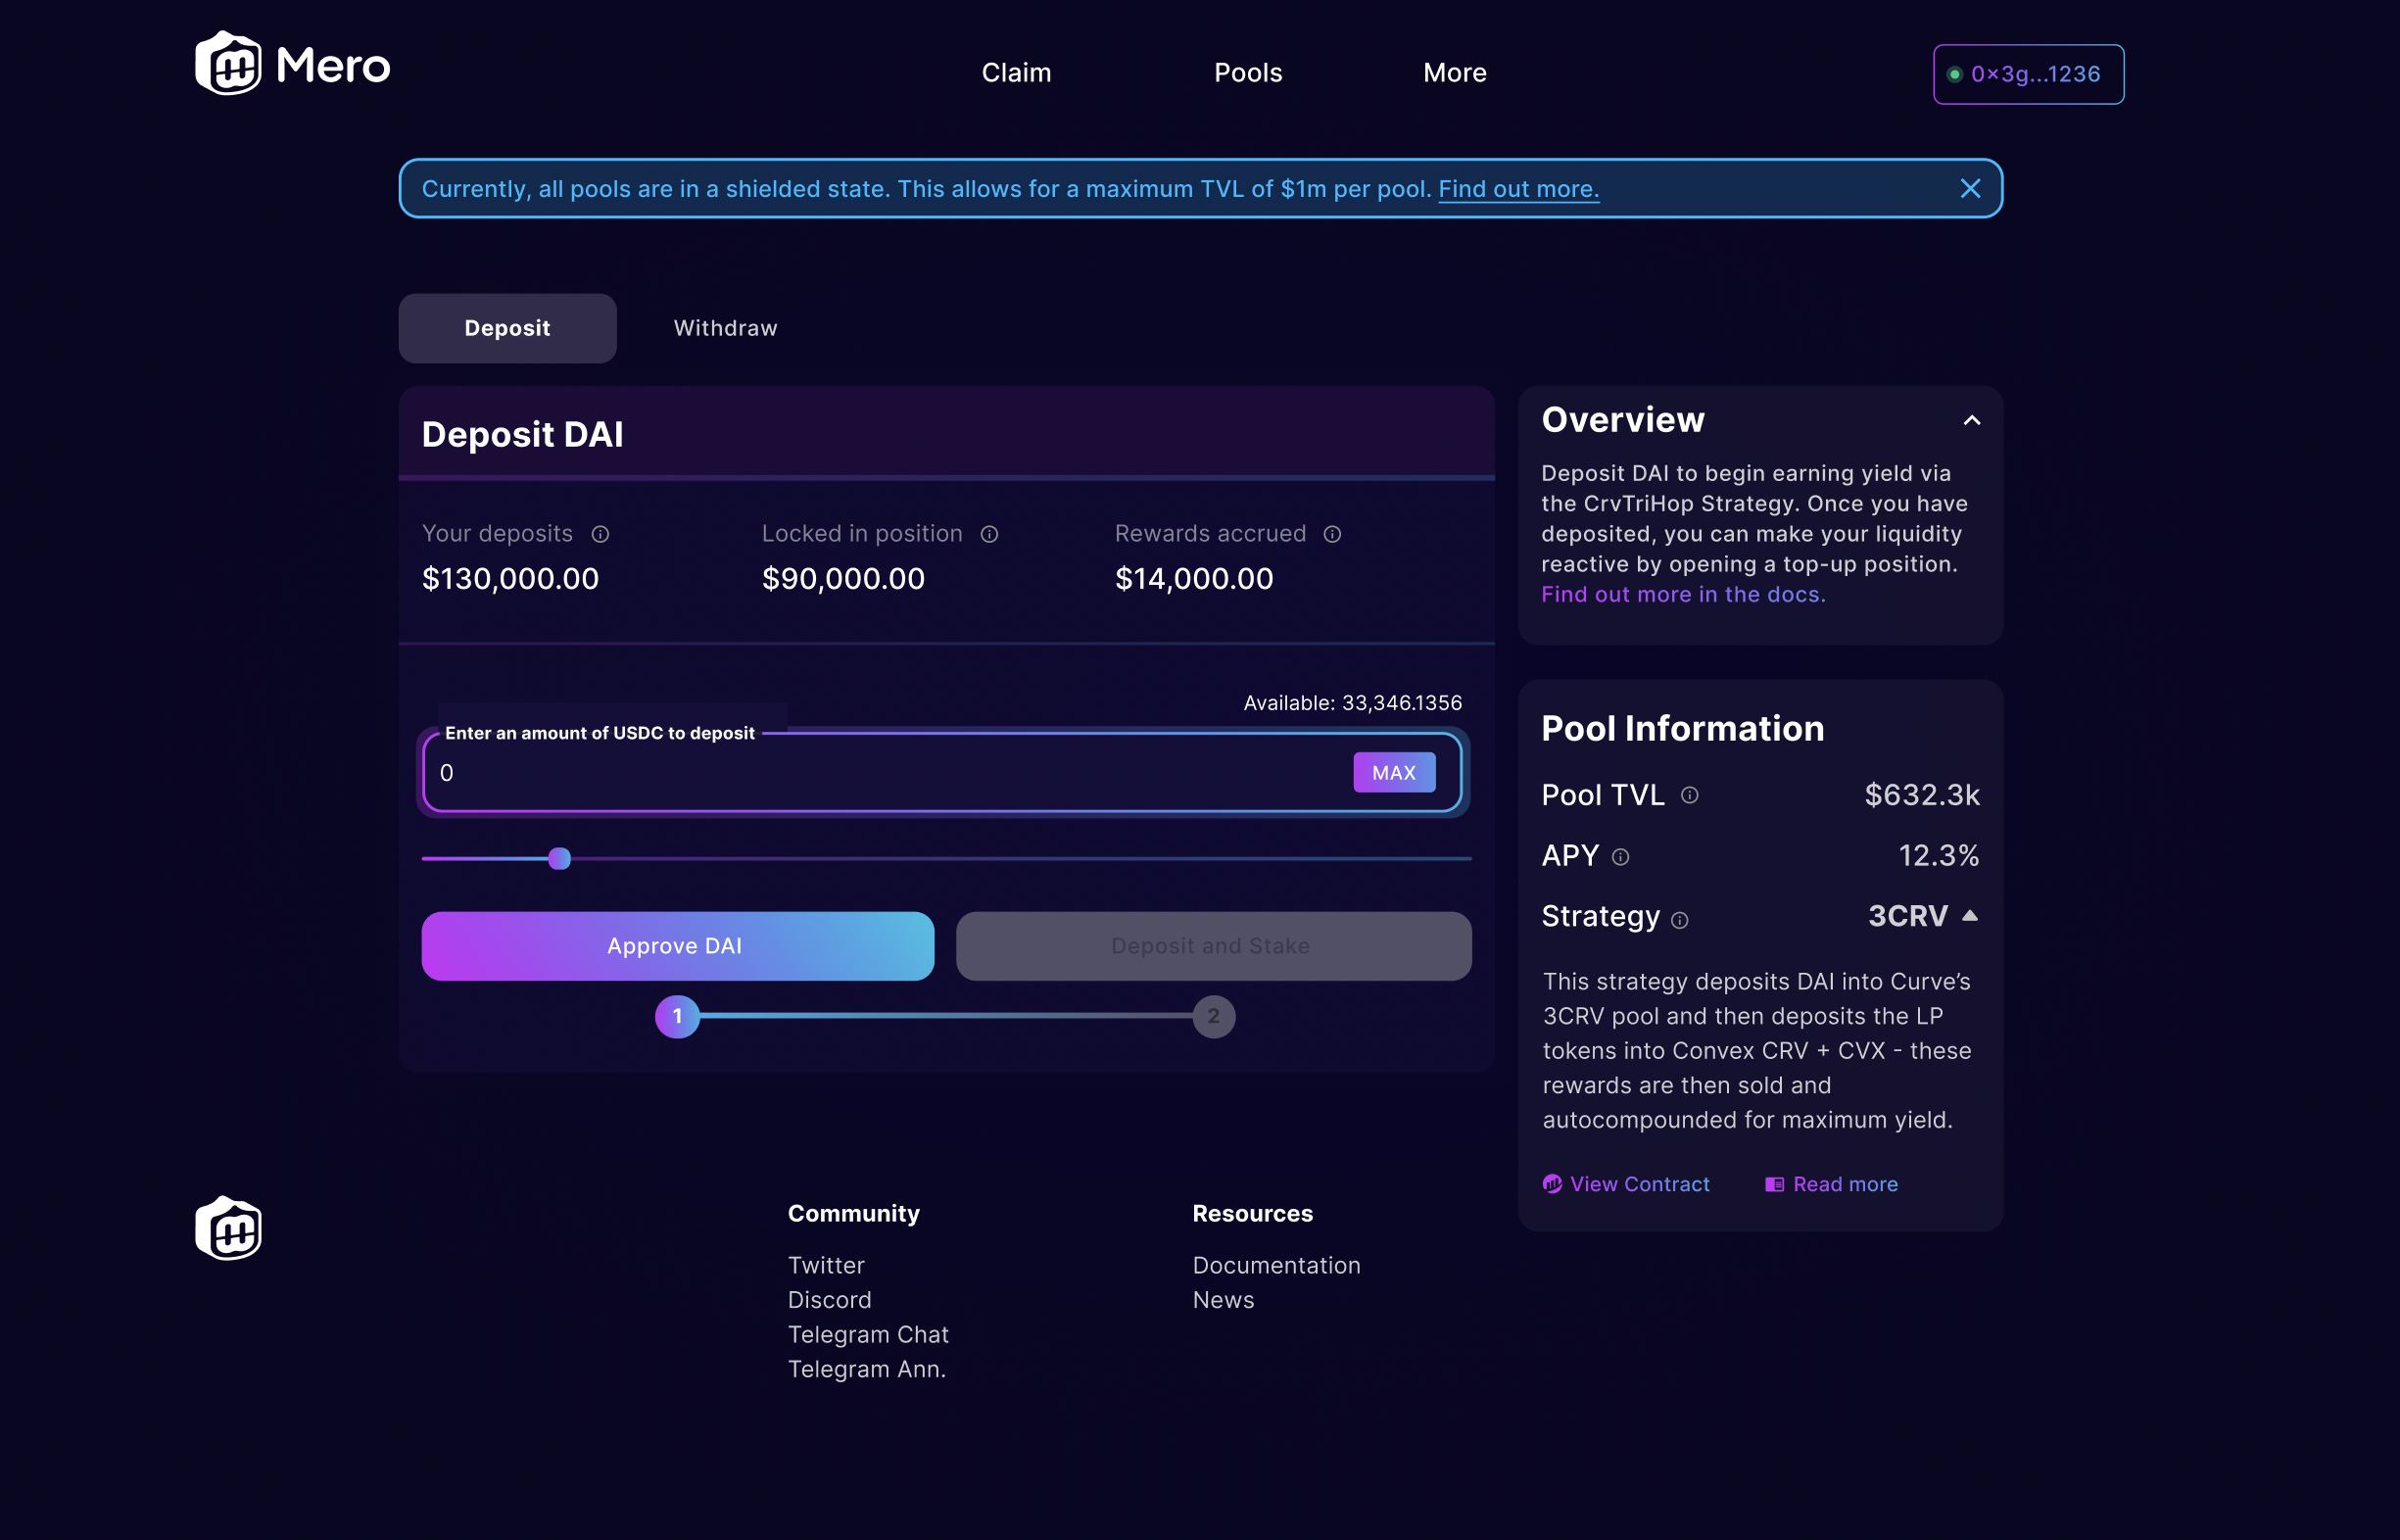 Mero
Claim
Pools
More
0×3g...1236
Currently, all pools are in a shielded state. This allows for a maximum TVL of $1m per pool. Find out more.
Deposit
Withdraw
Deposit DAI
Your deposits
$130,000.00
Locked in position
$90,000.00
Rewards accrued
$14,000.00
Available: 33,346.1356
Enter an amount of USDC to deposit
0
MAX
Approve DAI
Deposit and Stake
1
2
Overview
Deposit DAI to begin earning yield via
the CrvTriHop Strategy. Once you have
deposited, you can make your liquidity
reactive by opening a top-up position.
Find out more in the docs.
Pool Information
Pool TVL
$632.3k
APY
12.3%
Strategy
3CRV
This strategy deposits DAI into Curve’s
3CRV pool and then deposits the LP
tokens into Convex CRV + CVX - these
rewards are then sold and
autocompounded for maximum yield.
View Contract
Read more
Community
Twitter
Discord
Telegram Chat
Telegram Ann.
Resources
Documentation
News